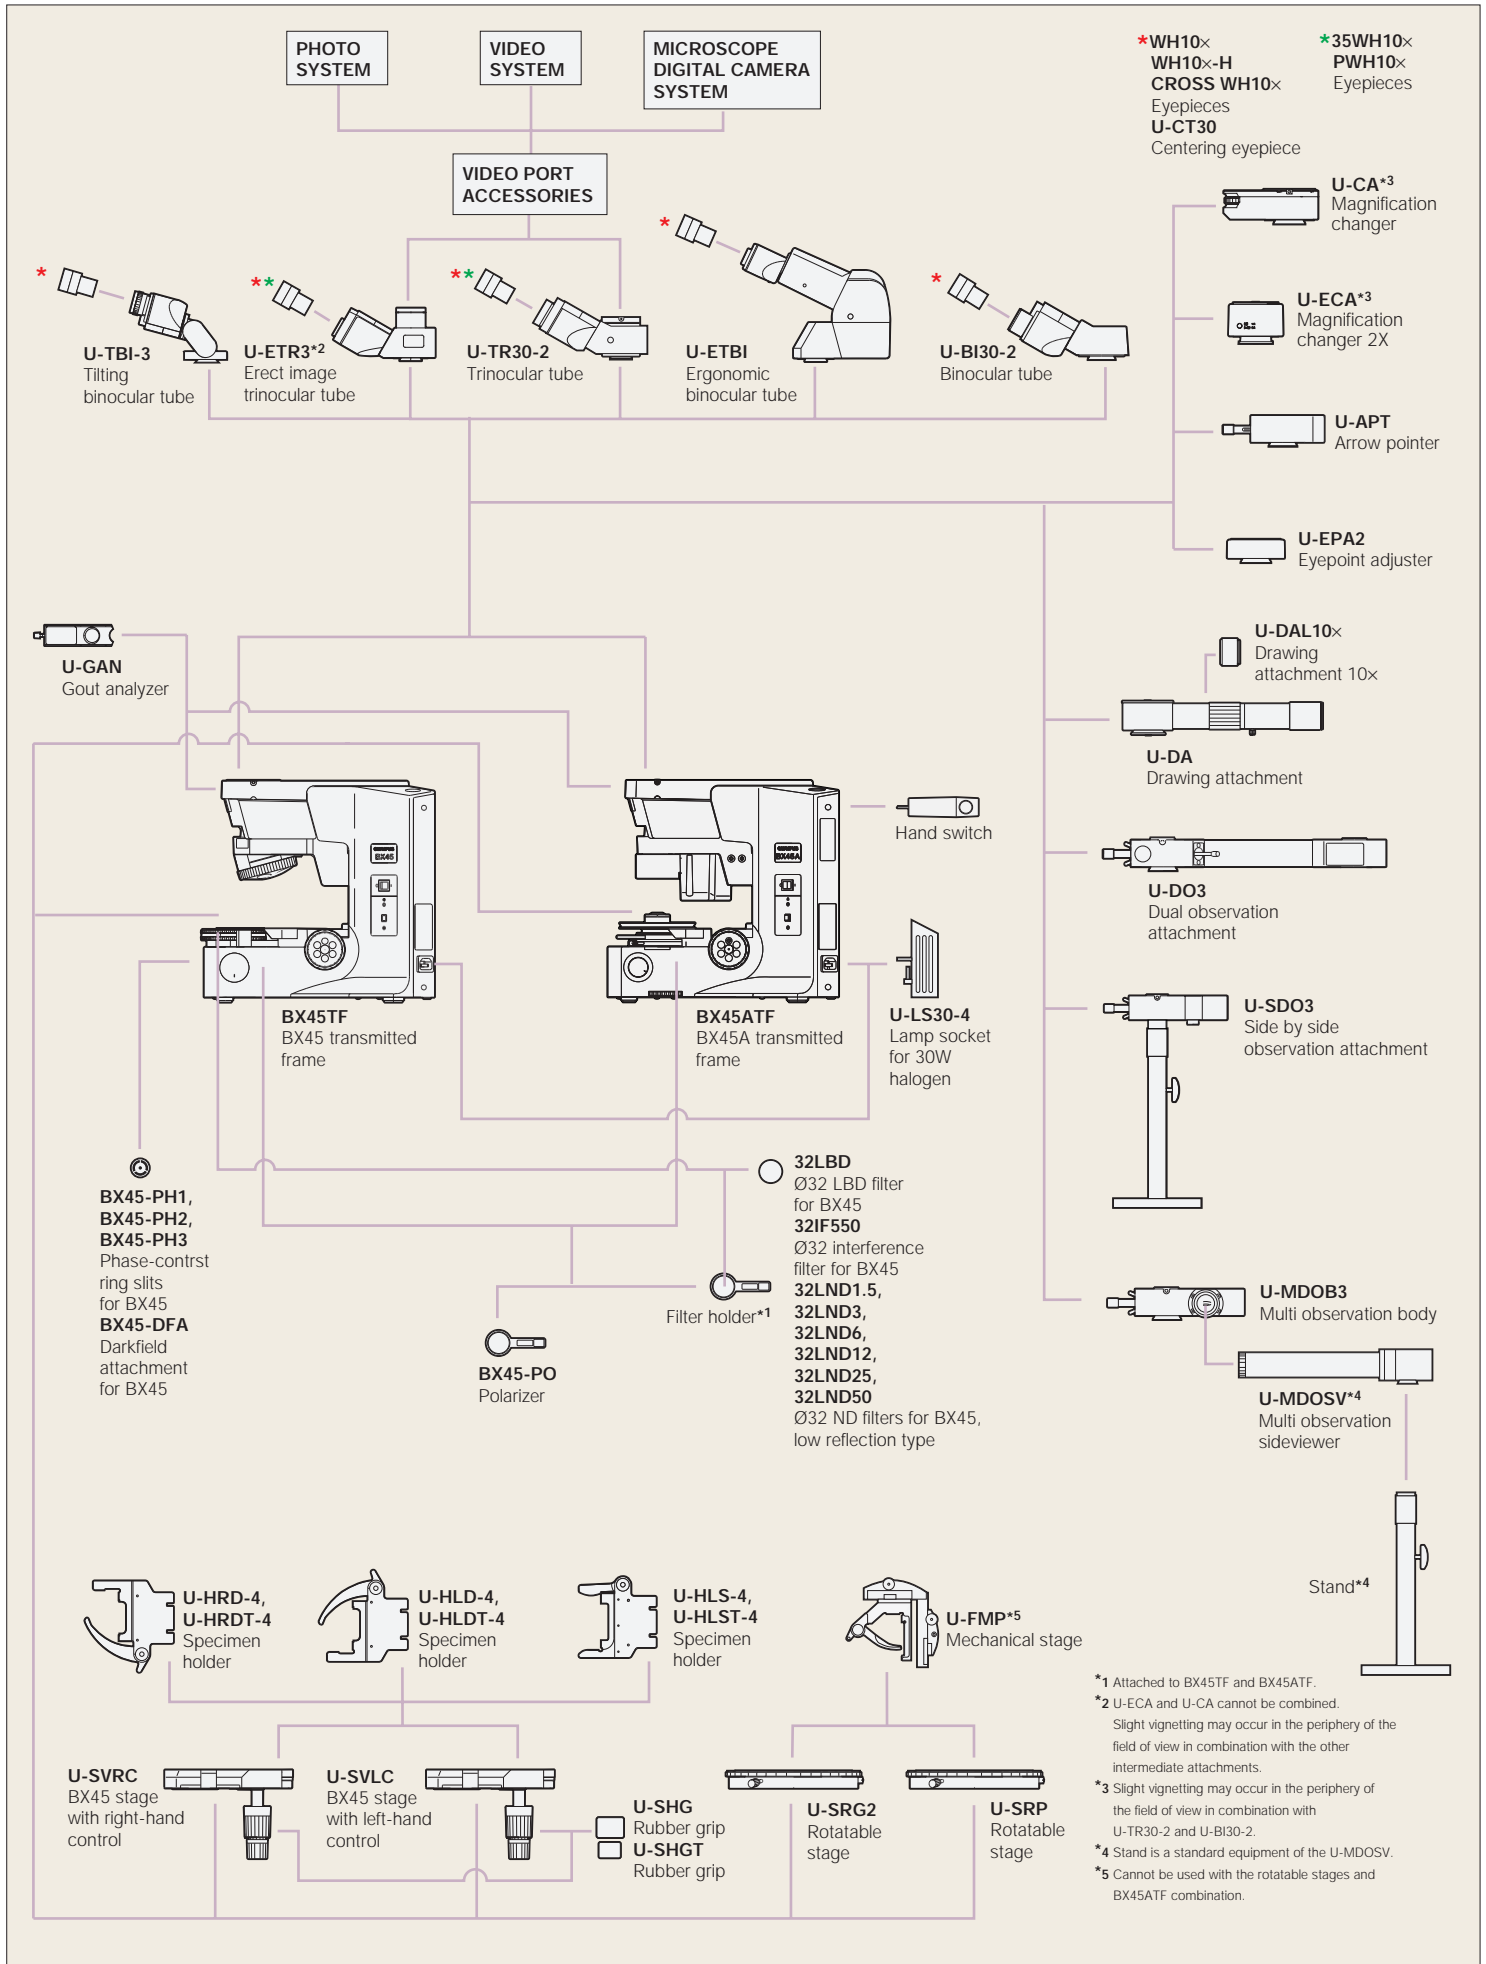 PHOTO
SYSTEM
VIDEO
SYSTEM
MICROSCOPE
DIGITAL CAMERA
SYSTEM
*WH10×
WH10×-H
CROSS WH10×
Eyepieces
U-CT30
Centering eyepiece
*35WH10×
PWH10×
Eyepieces
VIDEO PORT
ACCESSORIES
U-CA*3
Magnification
changer
*
**
**
*
*
U-TBI-3
Tilting
binocular tube
U-ETR3*2
Erect image
trinocular tube
U-TR30-2
Trinocular tube
U-ETBI
Ergonomic
binocular tube
U-BI30-2
Binocular tube
U-ECA*3
Magnification
changer 2X
U-APT
Arrow pointer
U-EPA2
Eyepoint adjuster
U-GAN
Gout analyzer
U-DAL10×
Drawing
attachment 10×
U-DA
Drawing attachment
Hand switch
OLYMPUS
BX45
OLYMPUS
BX45A
U-DO3
Dual observation
attachment
BX45TF
BX45 transmitted
frame
BX45ATF
BX45A transmitted
frame
U-LS30-4
Lamp socket
for 30W
halogen
U-SDO3
Side by side
observation attachment
BX45-PH1,
BX45-PH2,
BX45-PH3
Phase-contrst
ring slits
for BX45
BX45-DFA
Darkfield
attachment
for BX45
32LBD
Ø32 LBD filter
for BX45
32IF550
Ø32 interference
filter for BX45
32LND1.5,
32LND3,
32LND6,
32LND12,
32LND25,
32LND50
Ø32 ND filters for BX45,
low reflection type
Filter holder*1
BX45-PO
Polarizer
U-MDOB3
Multi observation body
U-MDOSV*4
Multi observation
sideviewer
Stand*4
U-HRD-4,
U-HRDT-4
Specimen
holder
U-HLD-4,
U-HLDT-4
Specimen
holder
U-HLS-4,
U-HLST-4
Specimen
holder
U-FMP*5
Mechanical stage
U-SVRC
BX45 stage
with right-hand
control
U-SVLC
BX45 stage
with left-hand
control
U-SHG
Rubber grip
U-SHGT
Rubber grip
U-SRG2
Rotatable
stage
U-SRP
Rotatable
stage
*1 Attached to BX45TF and BX45ATF.
*2 U-ECA and U-CA cannot be combined.
Slight vignetting may occur in the periphery of the
field of view in combination with the other
intermediate attachments.
*3 Slight vignetting may occur in the periphery of
the field of view in combination with
U-TR30-2 and U-BI30-2.
*4 Stand is a standard equipment of the U-MDOSV.
*5 Cannot be used with the rotatable stages and
BX45ATF combination.